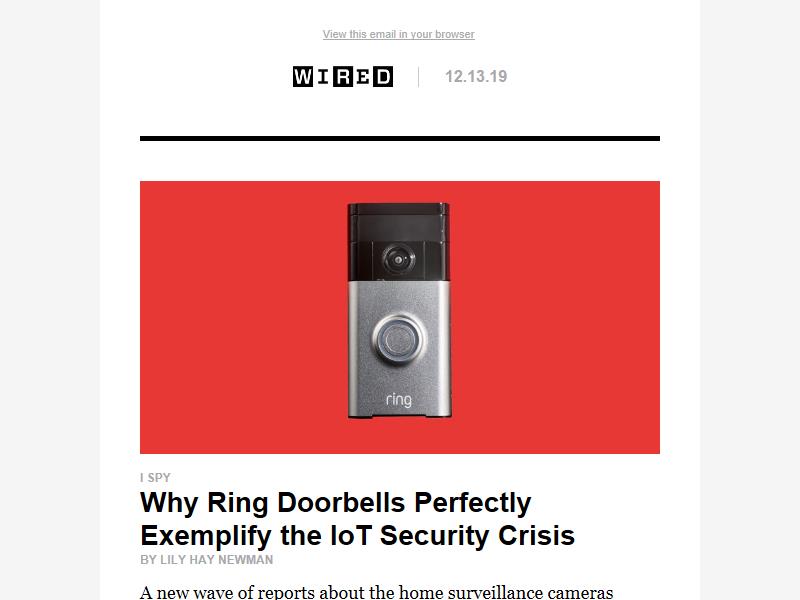 View this email in your browser
WIRED
12.13.19
ring
I SPY
Why Ring Doorbells Perfectly
Exemplify the IoT Security Crisis
BY LILY HAY NEWMAN
A new wave of reports about the home surveillance cameras